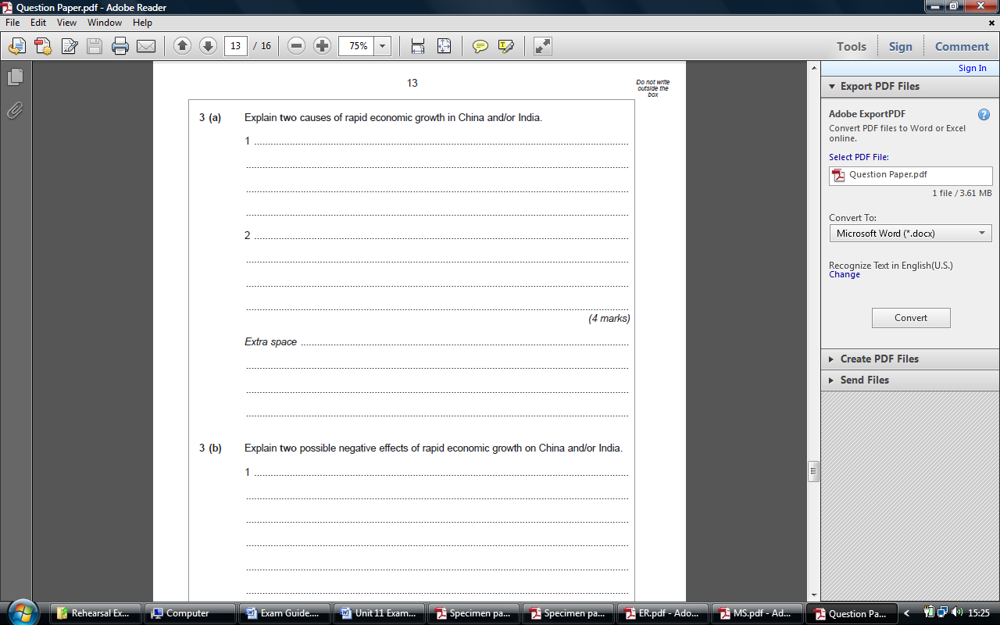 Question Paper.pdf - Adobe Reader
File Edit View Window Help
13 / 16 75% Tools Sign Comment
Sign In
Export PDF Files
Adobe ExportPDF
Convert PDF files to Word or Excel
online.
Select PDF File:
Question Paper.pdf
1 file / 3.61 MB
Convert To:
Microsoft Word (*.docx)
Recognize Text in English(U.S.)
Change
Convert
Create PDF Files
Send Files
13
Do not write
outside the
box
3 (a) Explain two causes of rapid economic growth in China and/or India.
1
2
(4 marks)
Extra space
3 (b) Explain two possible negative effects of rapid economic growth on China and/or India.
1
Rehearsal Ex... Computer Exam Guide.... Unit 11 Exam... Specimen pa... Specimen pa... ER.pdf - Ado... MS.pdf - Ad... Question Pa... 15:25